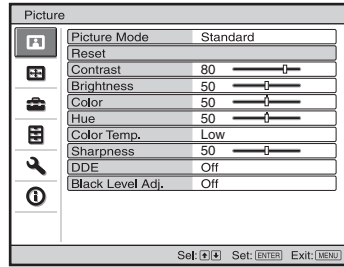 Picture
Picture Mode Standard
Reset
Contrast 80
Brightness 50
Color 50
Hue 50
Color Temp. Low
Sharpness 50
DDE Off
Black Level Adj. Off
Sel: Set: ENTER Exit: MENU